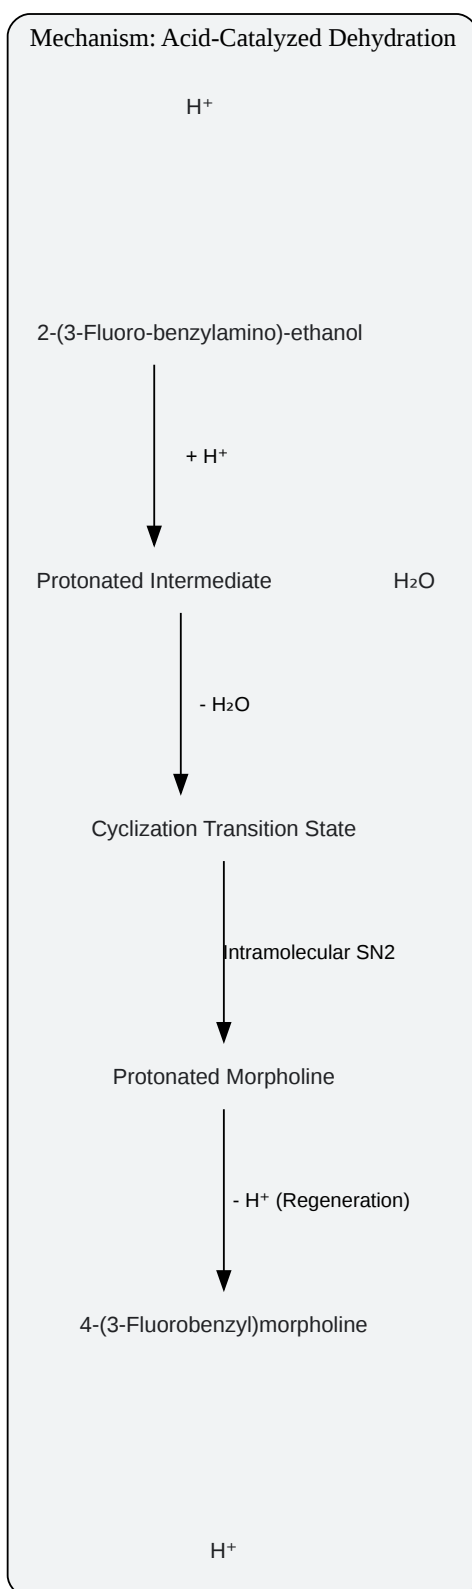 Mechanism: Acid-Catalyzed Dehydration
H⁺
2-(3-Fluoro-benzylamino)-ethanol
+ H⁺
Protonated Intermediate
H₂O
- H₂O
Cyclization Transition State
Intramolecular SN2
Protonated Morpholine
- H⁺ (Regeneration)
4-(3-Fluorobenzyl)morpholine
H⁺